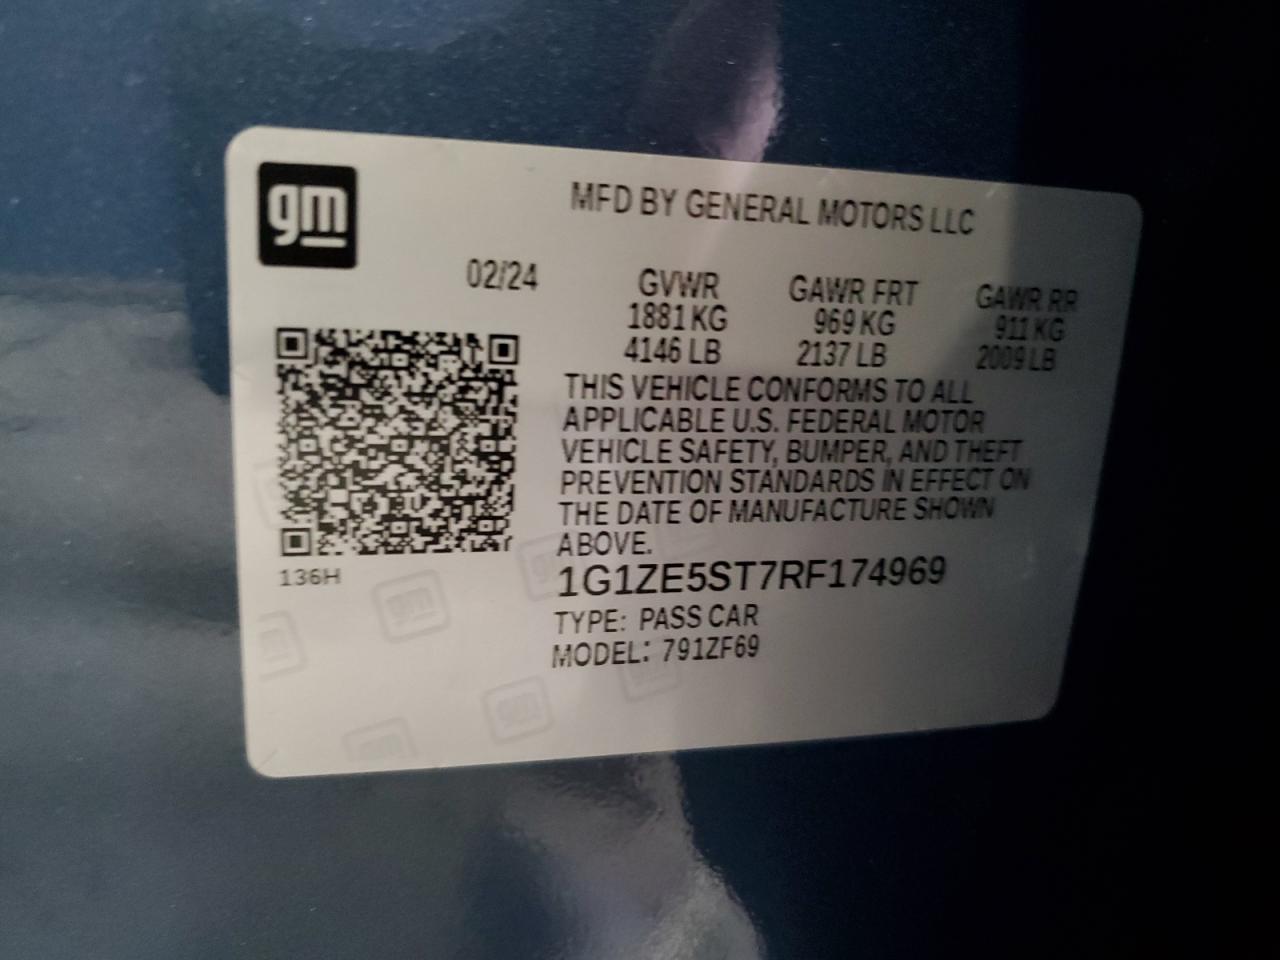 gm
MFD BY GENERAL MOTORS LLC
02/24 GVWR GAWR FRT GAWR RR
1881 KG 969 KG 911 KG
4146 LB 2137 LB 2009 LB
THIS VEHICLE CONFORMS TO ALL
APPLICABLE U.S. FEDERAL MOTOR
VEHICLE SAFETY, BUMPER, AND THEFT
PREVENTION STANDARDS IN EFFECT ON
THE DATE OF MANUFACTURE SHOWN
ABOVE.
136H
1G1ZE5ST7RF174969
TYPE: PASS CAR
MODEL: 791ZF69